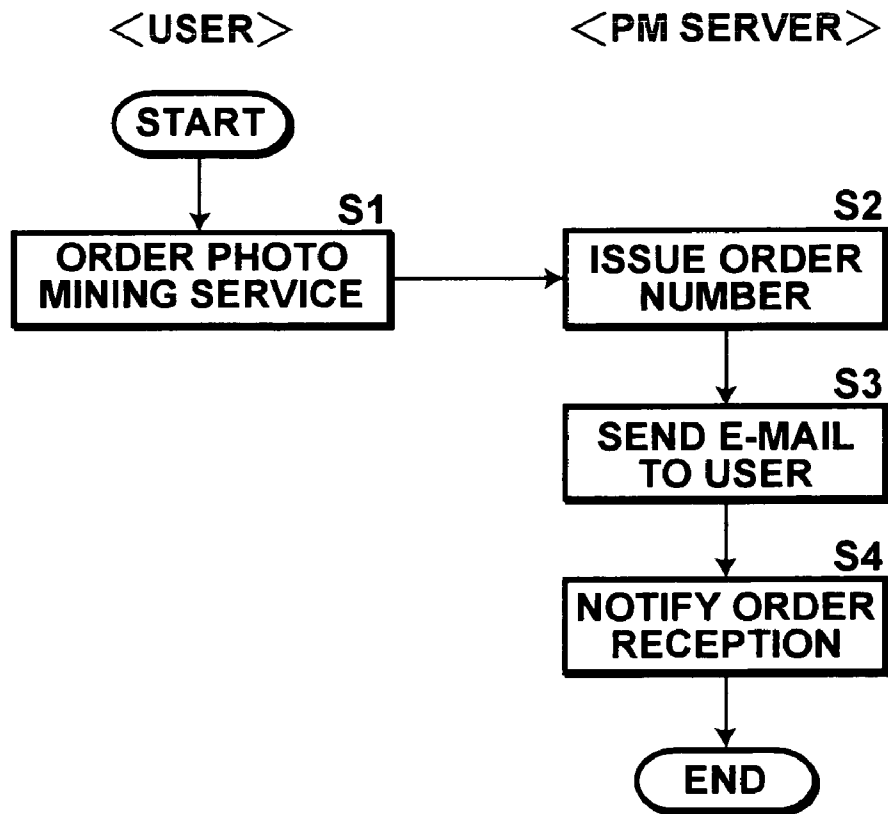 <USER>
<PM SERVER>
START
S1
ORDER PHOTO
MINING SERVICE
S2
ISSUE ORDER
NUMBER
S3
SEND E-MAIL
TO USER
S4
NOTIFY ORDER
RECEPTION
END